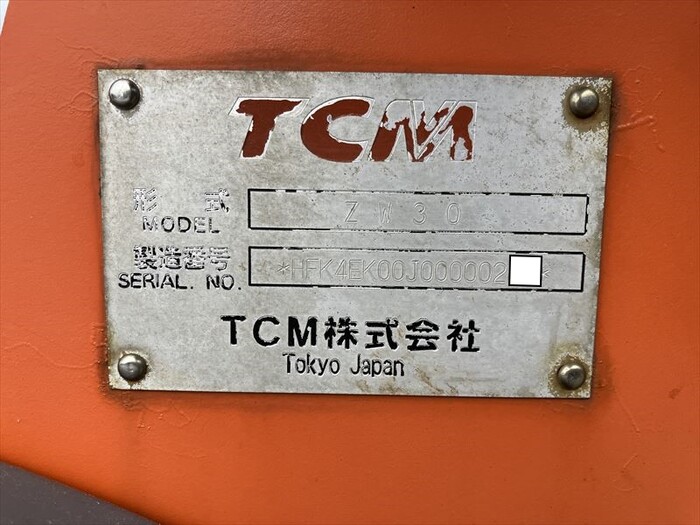 TCM
形式 ZW30
MODEL
製造番号 *HFK4EK00J000002 *
SERIAL. NO.
TCM株式会社
Tokyo Japan